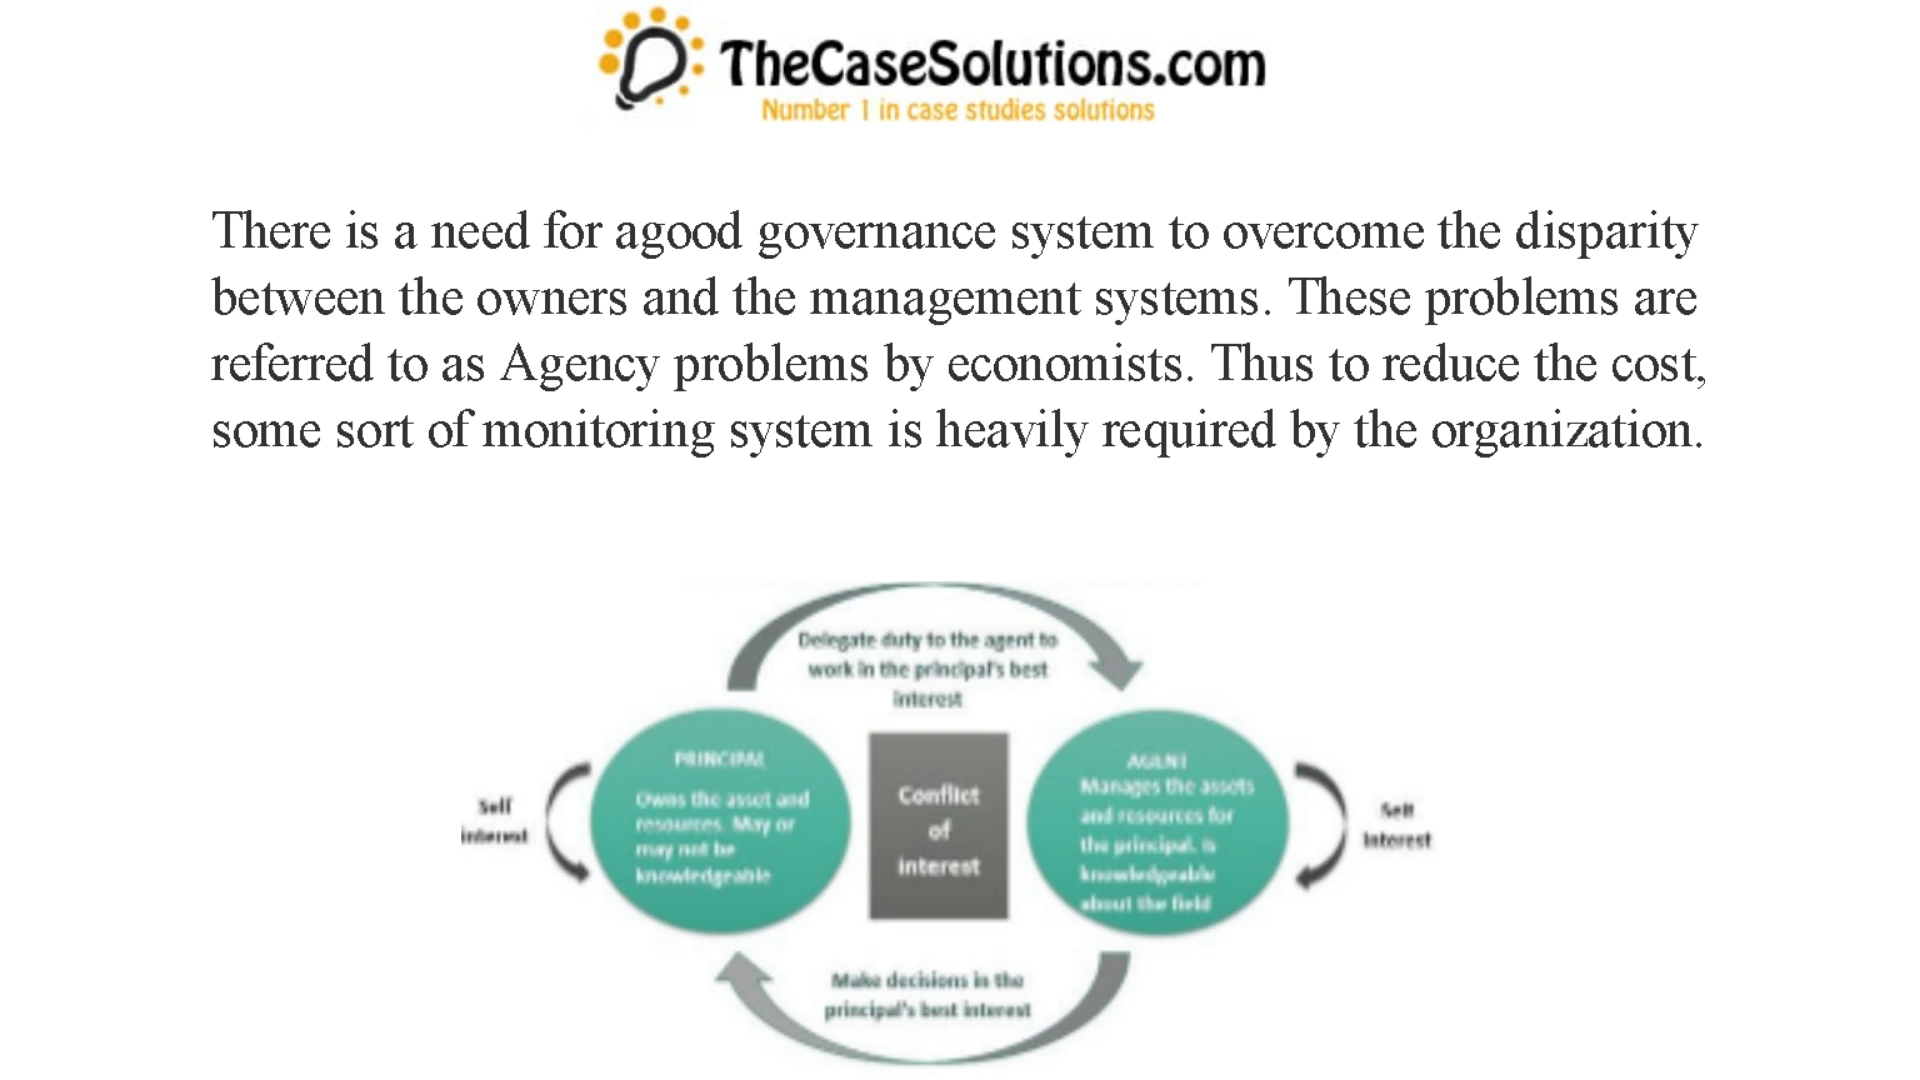 TheCaseSolutions.com
Number 1 in case studies solutions
There is a need for agood governance system to overcome the disparity
between the owners and the management systems. These problems are
referred to as Agency problems by economists. Thus to reduce the cost,
some sort of monitoring system is heavily required by the organization.
Delegate duty to the agent to
work in the principal's best
interest
PRINCIPAL
Owns the asset and
resources. May or
may not be
knowledgeable
Conflict
of
interest
AGENT
Manages the assets
and resources for
the principal, is
knowledgeable
about the field
Self
interest
Self
Interest
Make decisions in the
principal's best interest